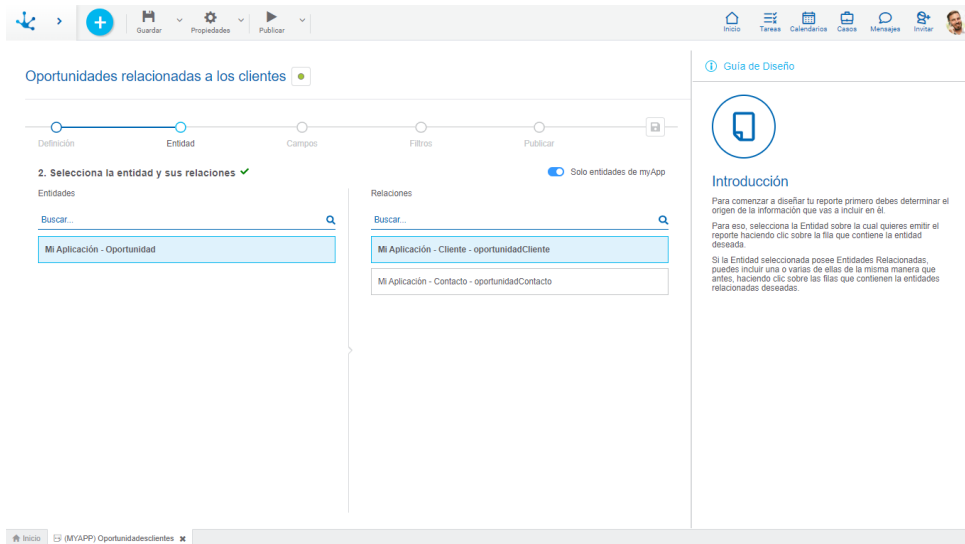 Guardar
Propiedades
Publicar
Inicio
Tareas
Calendarios
Casos
Mensajes
Invitar
Oportunidades relacionadas a los clientes
Definición
Entidad
Campos
Filtros
Publicar
2. Selecciona la entidad y sus relaciones
Solo entidades de myApp
Entidades
Relaciones
Buscar...
Buscar...
Mi Aplicación - Oportunidad
Mi Aplicación - Cliente - oportunidadCliente
Mi Aplicación - Contacto - oportunidadContacto
Guía de Diseño
Introducción
Para comenzar a diseñar tu reporte primero debes determinar el
origen de la información que vas a incluir en él.
Para eso, selecciona la Entidad sobre la cual quieres emitir el
reporte haciendo clic sobre la fila que contiene la entidad
deseada.
Si la Entidad seleccionada posee Entidades Relacionadas,
puedes incluir una o varias de ellas de la misma manera que
antes, haciendo clic sobre las filas que contienen la entidades
relacionadas deseadas.
Inicio
(MYAPP) Oportunidadesclientes